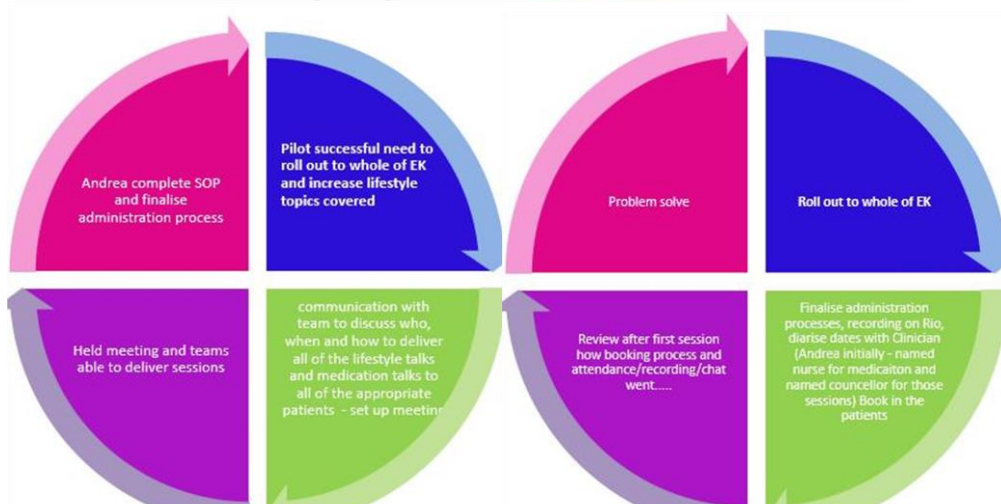 Andrea complete SOP
and finalise
administration process
Pilot successful need to
roll out to whole of EK
and increase lifestyle
topics covered
Held meeting and teams
able to deliver sessions
communication with
team to discuss who,
when and how to deliver
all of the lifestyle talks
and medication talks to
all of the appropriate
patients - set up meeting
Problem solve
Roll out to whole of EK
Review after first session
how booking process and
attendance/recording/chat
went.....
Finalise administration
processes, recording on Rio,
diarise dates with Clinician
(Andrea initially - named
nurse for medicaiton and
named councellor for those
sessions) Book in the
patients